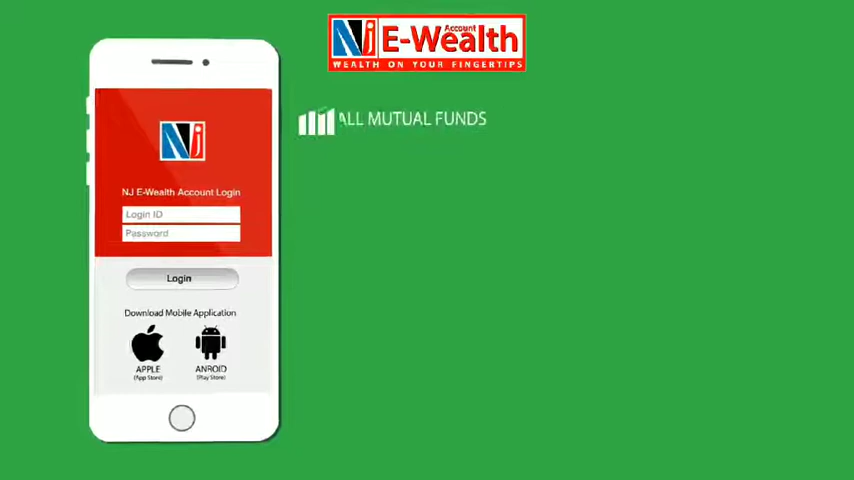 Account
Nj E-Wealth
WEALTH ON YOUR FINGERTIPS
ALL MUTUAL FUNDS
Nj
NJ E-Wealth Account Login
Login ID
Password
Login
Download Mobile Application
APPLE
(App Store)
ANROID
(Play Store)